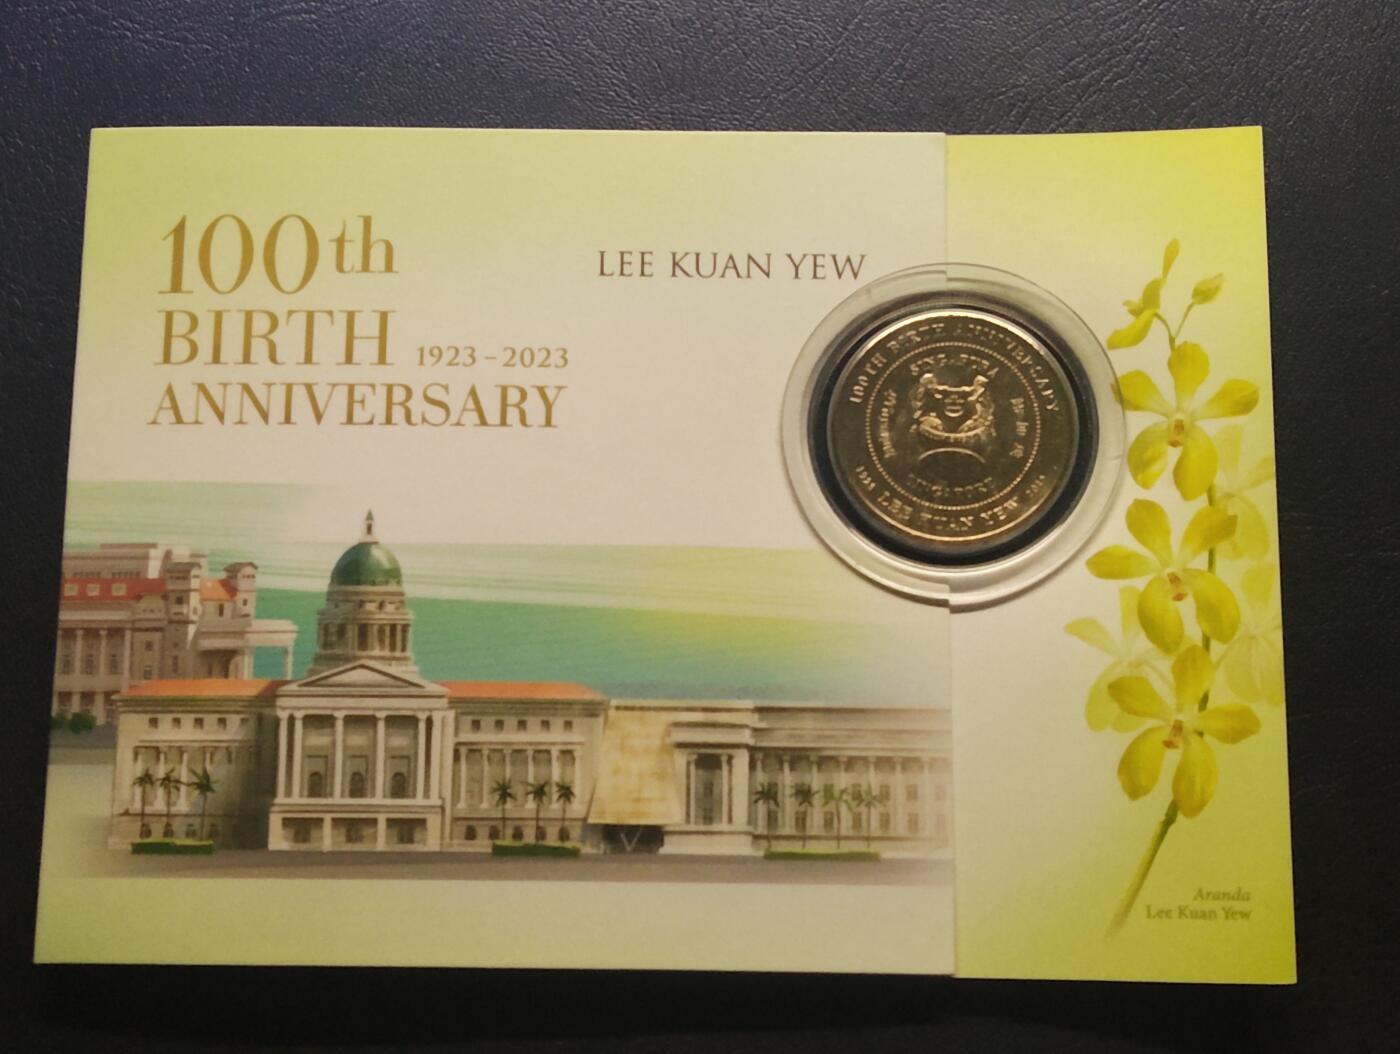 100th
BIRTH 1923 – 2023
ANNIVERSARY
LEE KUAN YEW
100TH BIRTH ANNIVERSARY
SINGAPURA
SINGAPORE
LEE KUAN YEW
Aranda
Lee Kuan Yew